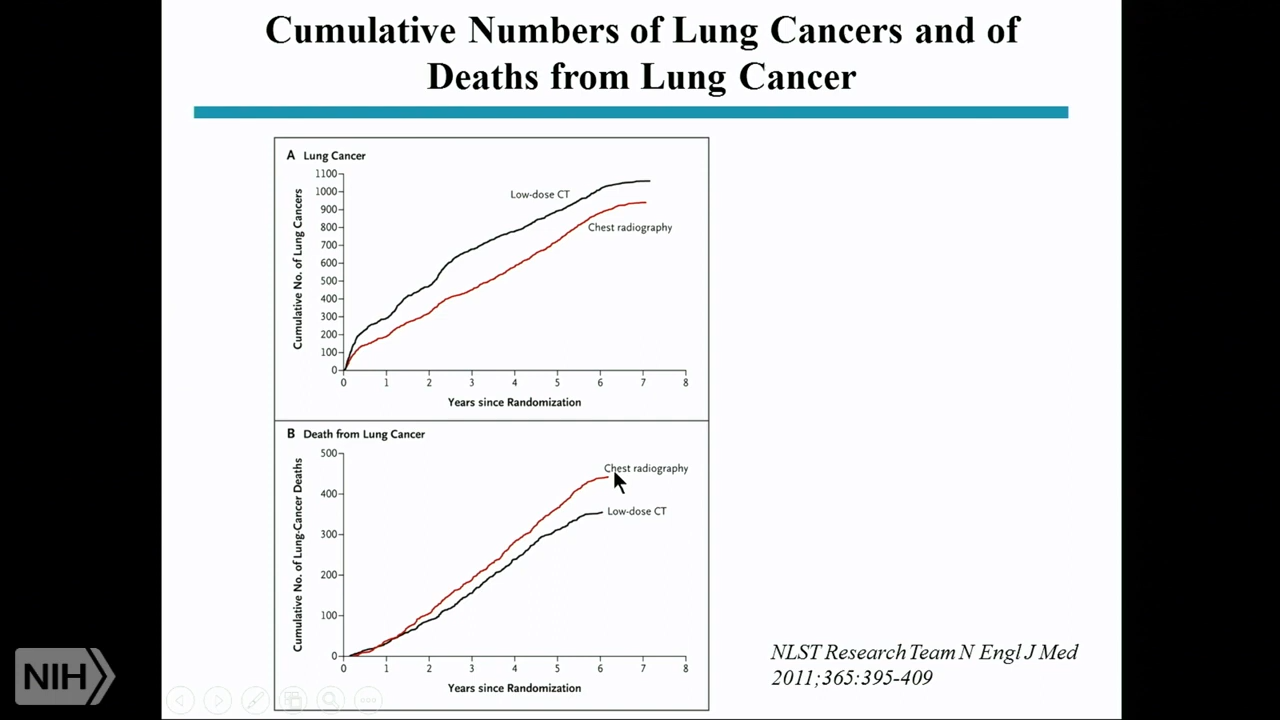 Cumulative Numbers of Lung Cancers and of
Deaths from Lung Cancer
A Lung Cancer
Cumulative No. of Lung Cancers
1100
1000
900
800
700
600
500
400
300
200
100
0
Low-dose CT
Chest radiography
0 1 2 3 4 5 6 7 8
Years since Randomization
B Death from Lung Cancer
Cumulative No. of Lung-Cancer Deaths
500
400
300
200
100
0
Chest radiography
Low-dose CT
0 1 2 3 4 5 6 7 8
Years since Randomization
NLST Research Team N Engl J Med
2011;365:395-409
NIH